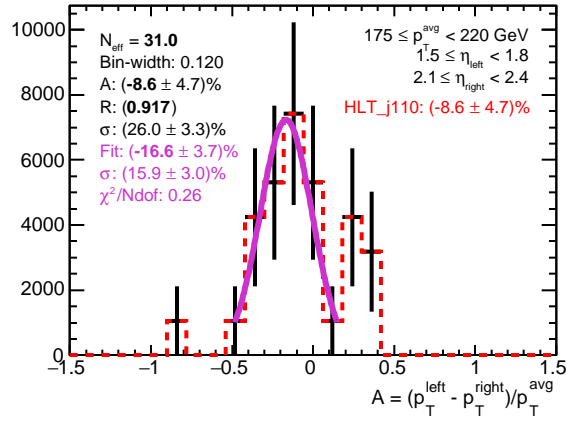 N_eff = 31.0
Bin-width: 0.120
A: (-8.6 ± 4.7)%
R: (0.917)
σ: (26.0 ± 3.3)%
Fit: (-16.6 ± 3.7)%
σ: (15.9 ± 3.0)%
χ²/Ndof: 0.26
175 ≤ p_T^avg < 220 GeV
1.5 ≤ η_left < 1.8
2.1 ≤ η_right < 2.4
HLT_j110: (-8.6 ± 4.7)%
10000
8000
6000
4000
2000
0
−1.5 −1 −0.5 0 0.5 1 1.5
A = (p_T^left - p_T^right)/p_T^avg